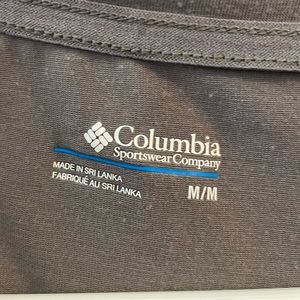 Columbia
Sportswear Company
MADE IN SRI LANKA
FABRIQUÉ AU SRI LANKA
M/M